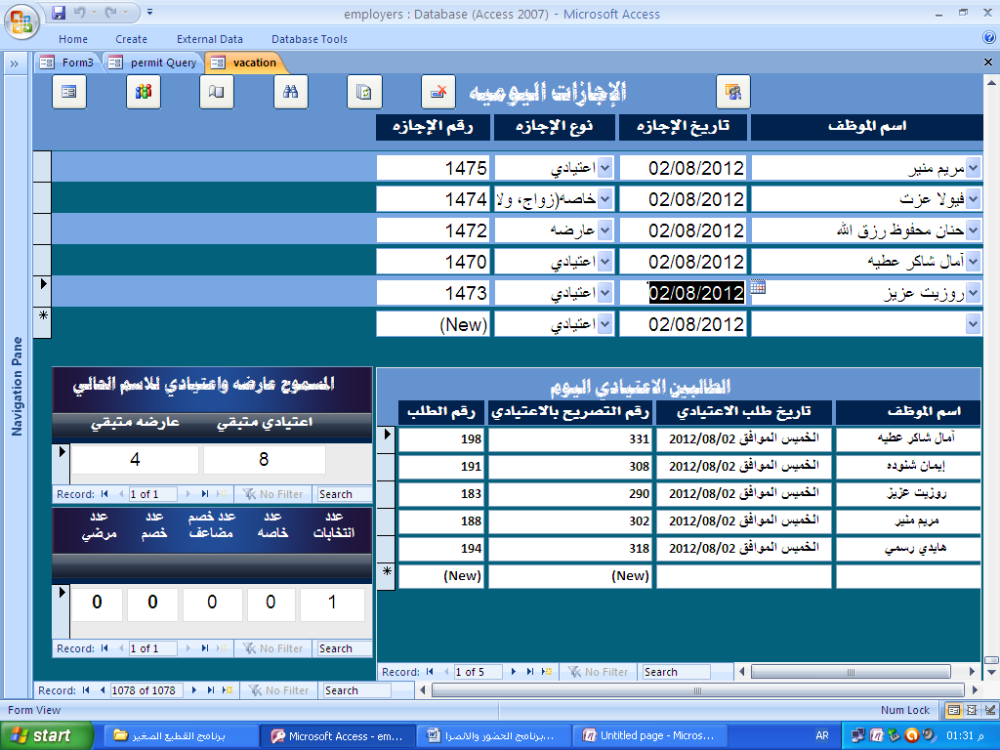 employers : Database (Access 2007) - Microsoft Access
Home Create External Data Database Tools
Form3 permit Query vacation
الإجازات اليوميه
اسم الموظف تاريخ الإجازه نوع الإجازه رقم الإجازه
مريم منير 02/08/2012 اعتيادي 1475
فيولا عزت 02/08/2012 خاصه(زواج، ولا 1474
حنان محفوظ رزق الله 02/08/2012 عارضه 1472
آمال شاكر عطيه 02/08/2012 اعتيادي 1470
روزيت عزيز 02/08/2012 اعتيادي 1473
02/08/2012 اعتيادي (New)
Navigation Pane
الطالبين الاعتيادي اليوم
اسم الموظف تاريخ طلب الاعتيادي رقم التصريح بالاعتيادي رقم الطلب
آمال شاكر عطيه الخميس الموافق 2012/08/02 331 198
إيمان شنوده الخميس الموافق 2012/08/02 308 191
روزيت عزيز الخميس الموافق 2012/08/02 290 183
مريم منير الخميس الموافق 2012/08/02 302 188
هايدي رسمي الخميس الموافق 2012/08/02 318 194
(New) (New)
Record: 1 of 5 No Filter Search
المسموح عارضه واعتيادي للاسم الحالي
اعتيادي متبقي عارضه متبقي
8 4
Record: 1 of 1 No Filter Search
عدد انتخابات عدد خاصه عدد خصم مضاعف عدد خصم عدد مرضي
1 0 0 0 0
Record: 1 of 1 No Filter Search
Record: 1078 of 1078 No Filter Search
Form View Num Lock
start برنامج القطيع الصغير Microsoft Access - em... برنامج الحضور والانصرا... Untitled page - Micros... AR 01:31 م